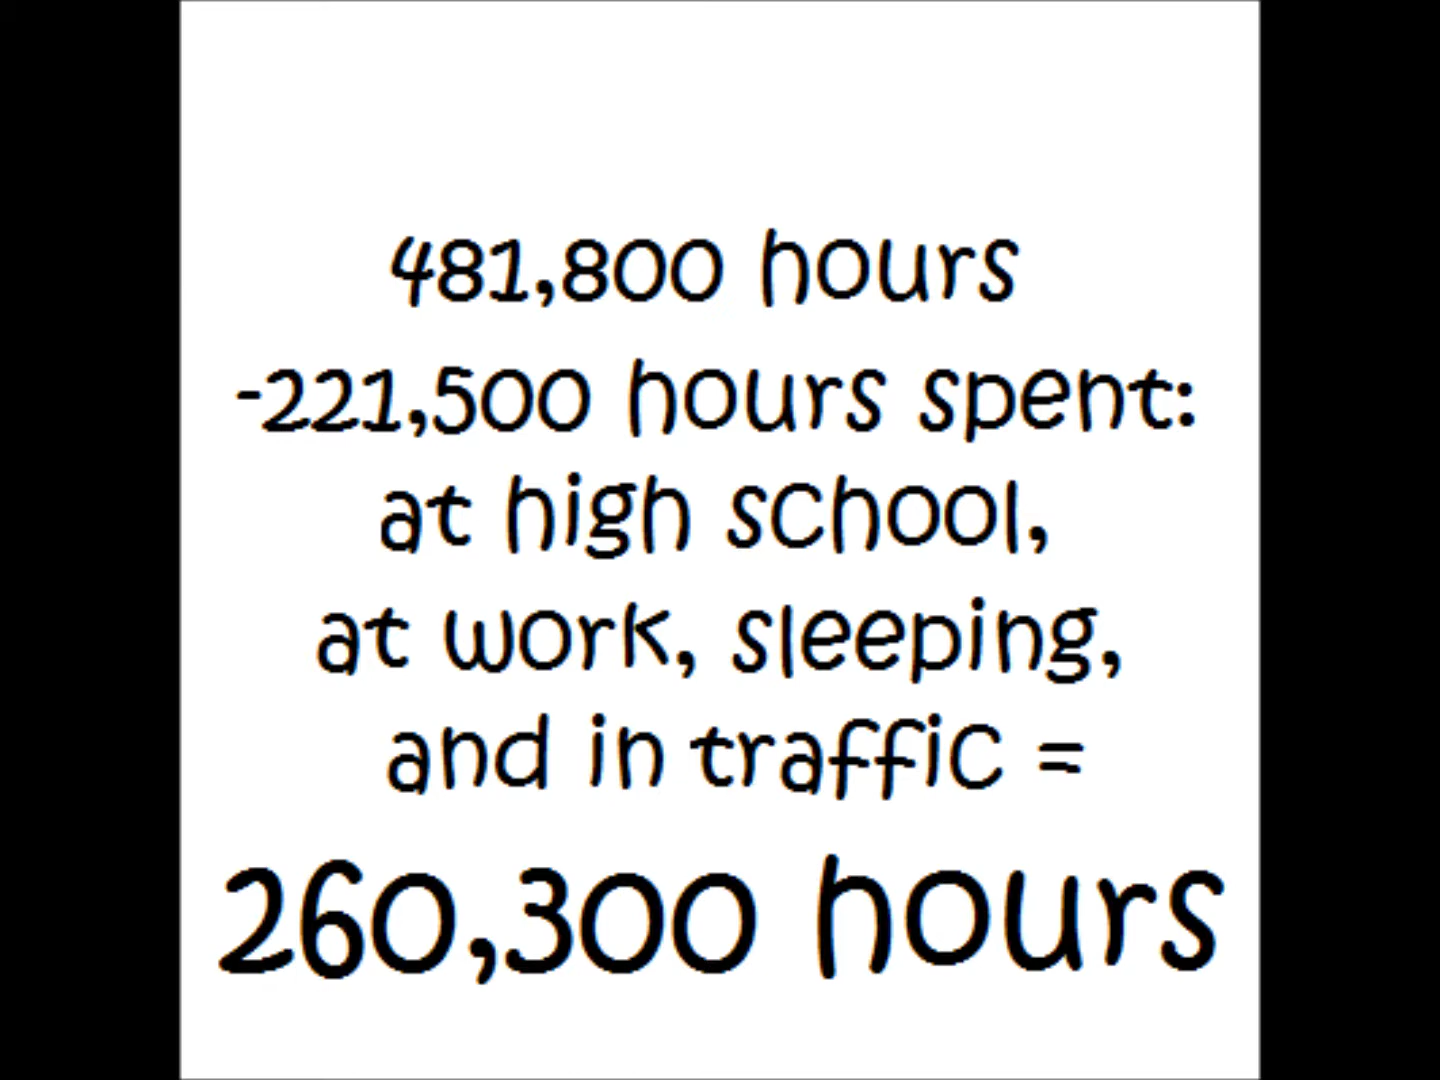 481,800 hours
-221,500 hours spent:
at high school,
at work, sleeping,
and in traffic =
260,300 hours